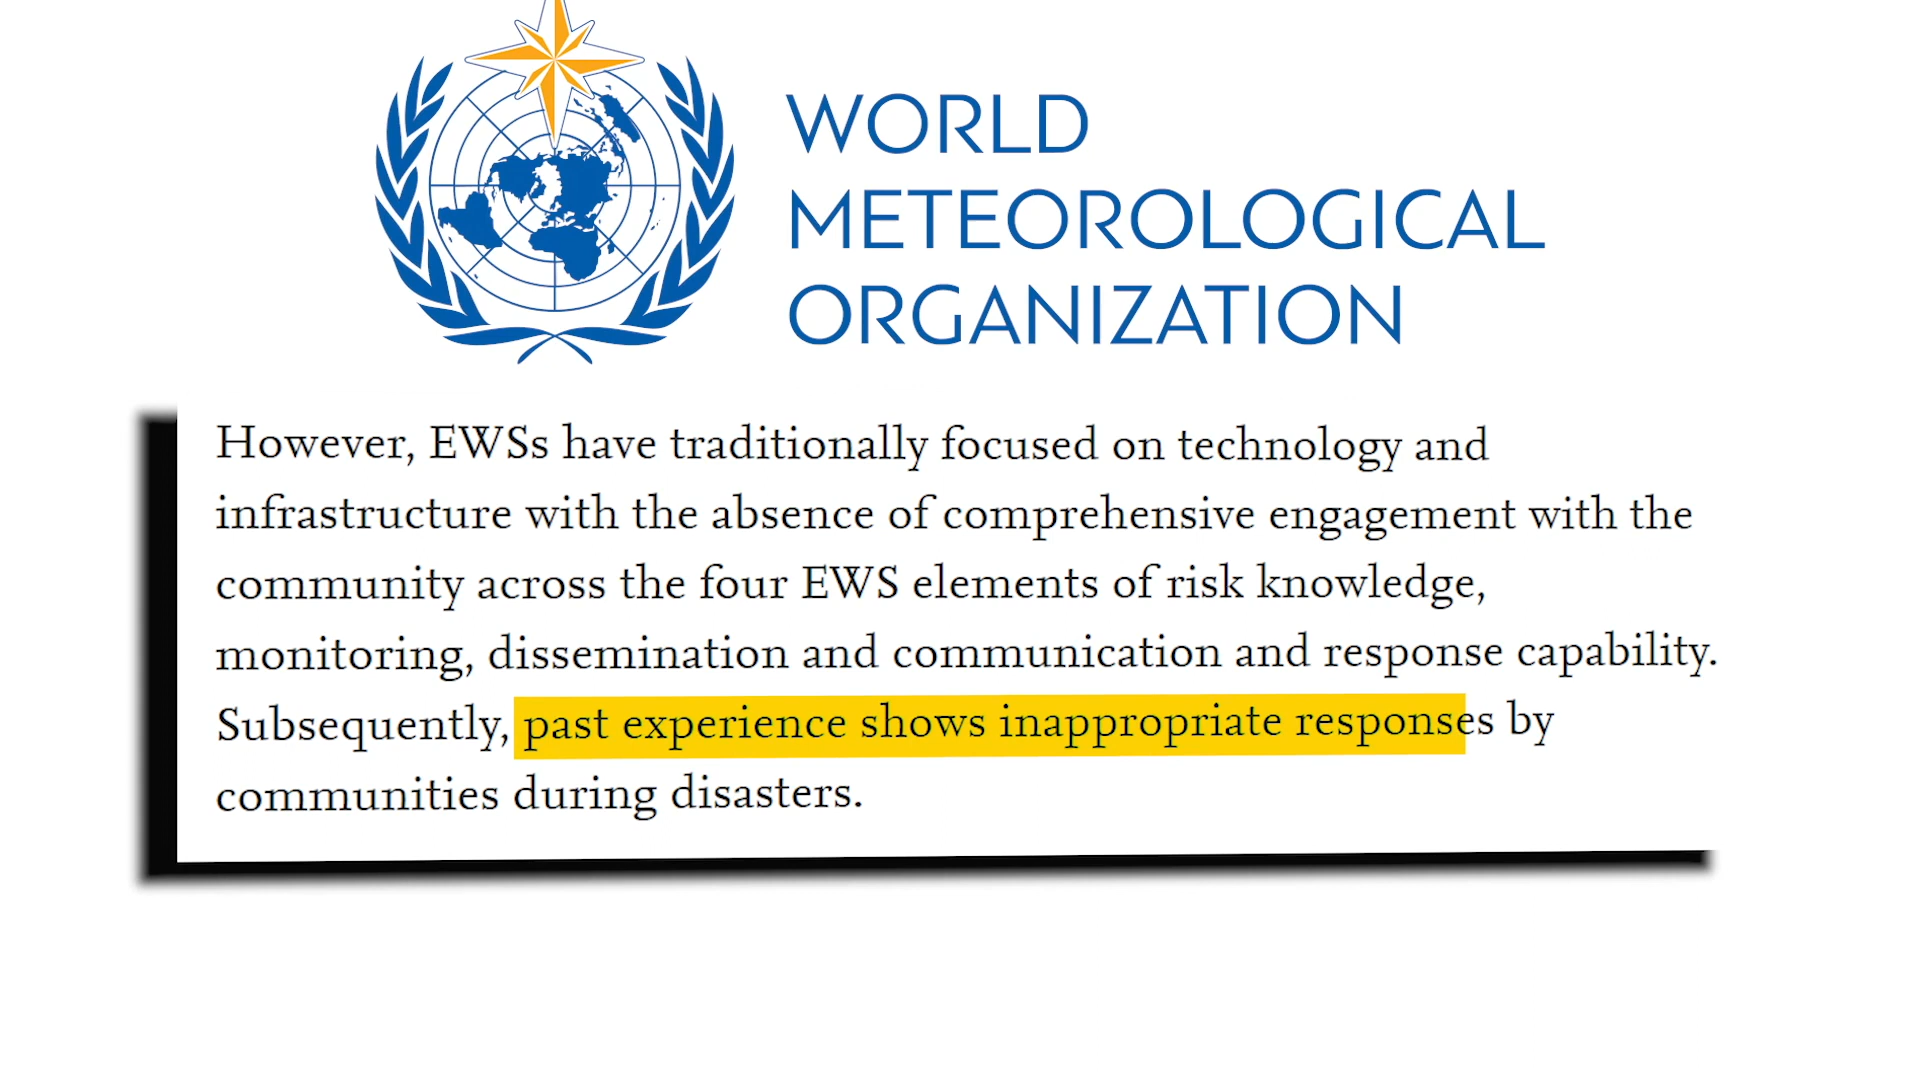 WORLD
METEOROLOGICAL
ORGANIZATION
However, EWSs have traditionally focused on technology and
infrastructure with the absence of comprehensive engagement with the
community across the four EWS elements of risk knowledge,
monitoring, dissemination and communication and response capability.
Subsequently, past experience shows inappropriate responses by
communities during disasters.